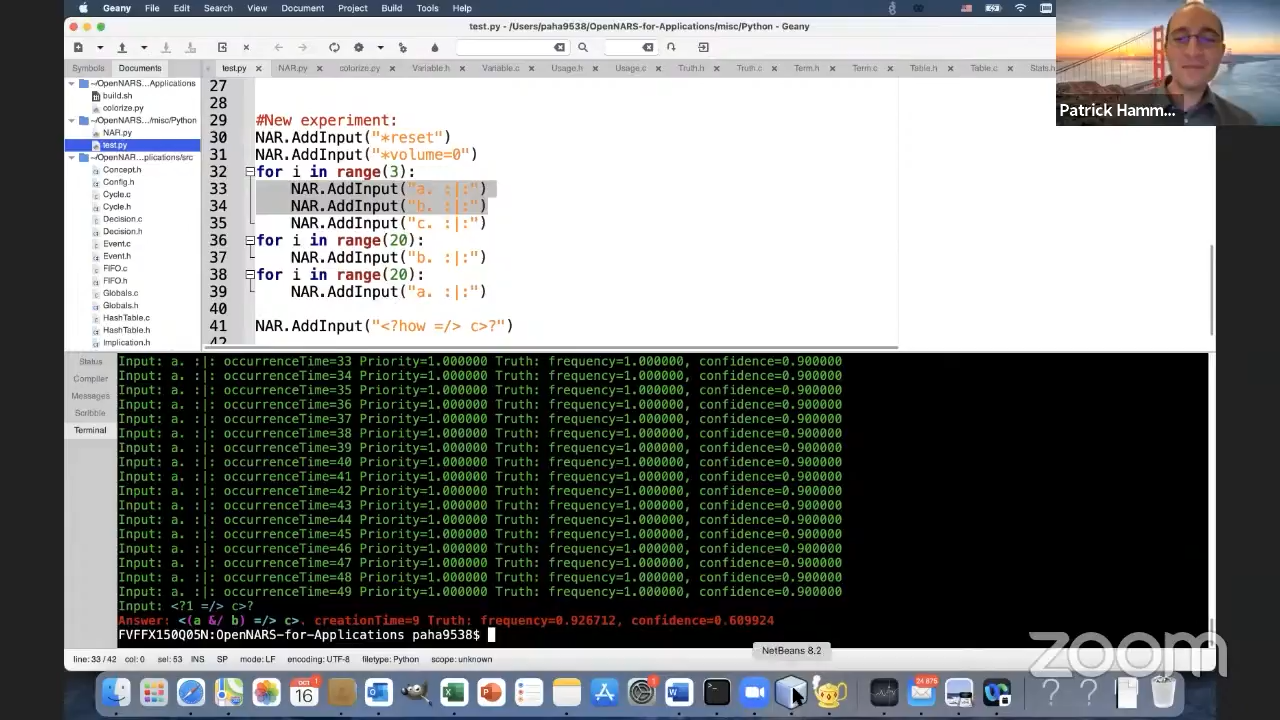 Geany File Edit Search View Document Project Build Tools Help
test.py - /Users/paha9538/OpenNARS-for-Applications/misc/Python - Geany
Symbols Documents
test.py NAR.py colorize.py Variable.h Variable.c Usage.h Usage.c Truth.h Truth.c Term.h Term.c Table.h Table.c Stats.h
~/OpenNARS...Applications
build.sh
colorize.py
~/OpenNAR.../misc/Python
NAR.py
test.py
~/OpenNAR...plications/src
Concept.h
Config.h
Cycle.c
Cycle.h
Decision.c
Decision.h
Event.c
Event.h
FIFO.c
FIFO.h
Globals.c
Globals.h
HashTable.c
HashTable.h
Implication.h
27
28
29 #New experiment:
30 NAR.AddInput("*reset")
31 NAR.AddInput("*volume=0")
32 for i in range(3):
33 NAR.AddInput("a. :|:")
34 NAR.AddInput("b. :|:")
35 NAR.AddInput("c. :|:")
36 for i in range(20):
37 NAR.AddInput("b. :|:")
38 for i in range(20):
39 NAR.AddInput("a. :|:")
40
41 NAR.AddInput("<?how =/> c>?")
42
Patrick Hamm...
Status
Compiler
Messages
Scribble
Terminal
Input: a. :|: occurrenceTime=33 Priority=1.000000 Truth: frequency=1.000000, confidence=0.900000
Input: a. :|: occurrenceTime=34 Priority=1.000000 Truth: frequency=1.000000, confidence=0.900000
Input: a. :|: occurrenceTime=35 Priority=1.000000 Truth: frequency=1.000000, confidence=0.900000
Input: a. :|: occurrenceTime=36 Priority=1.000000 Truth: frequency=1.000000, confidence=0.900000
Input: a. :|: occurrenceTime=37 Priority=1.000000 Truth: frequency=1.000000, confidence=0.900000
Input: a. :|: occurrenceTime=38 Priority=1.000000 Truth: frequency=1.000000, confidence=0.900000
Input: a. :|: occurrenceTime=39 Priority=1.000000 Truth: frequency=1.000000, confidence=0.900000
Input: a. :|: occurrenceTime=40 Priority=1.000000 Truth: frequency=1.000000, confidence=0.900000
Input: a. :|: occurrenceTime=41 Priority=1.000000 Truth: frequency=1.000000, confidence=0.900000
Input: a. :|: occurrenceTime=42 Priority=1.000000 Truth: frequency=1.000000, confidence=0.900000
Input: a. :|: occurrenceTime=43 Priority=1.000000 Truth: frequency=1.000000, confidence=0.900000
Input: a. :|: occurrenceTime=44 Priority=1.000000 Truth: frequency=1.000000, confidence=0.900000
Input: a. :|: occurrenceTime=45 Priority=1.000000 Truth: frequency=1.000000, confidence=0.900000
Input: a. :|: occurrenceTime=46 Priority=1.000000 Truth: frequency=1.000000, confidence=0.900000
Input: a. :|: occurrenceTime=47 Priority=1.000000 Truth: frequency=1.000000, confidence=0.900000
Input: a. :|: occurrenceTime=48 Priority=1.000000 Truth: frequency=1.000000, confidence=0.900000
Input: a. :|: occurrenceTime=49 Priority=1.000000 Truth: frequency=1.000000, confidence=0.900000
Input: <?1 =/> c>?
Answer: <(a &/ b) =/> c>. creationTime=9 Truth: frequency=0.926712, confidence=0.609924
FVFFX150Q05N:OpenNARS-for-Applications paha9538$
NetBeans 8.2
zoom
line: 33 / 42 col: 0 sel: 53 INS SP mode: LF encoding: UTF-8 filetype: Python scope: unknown
OCT
16
1
24 875